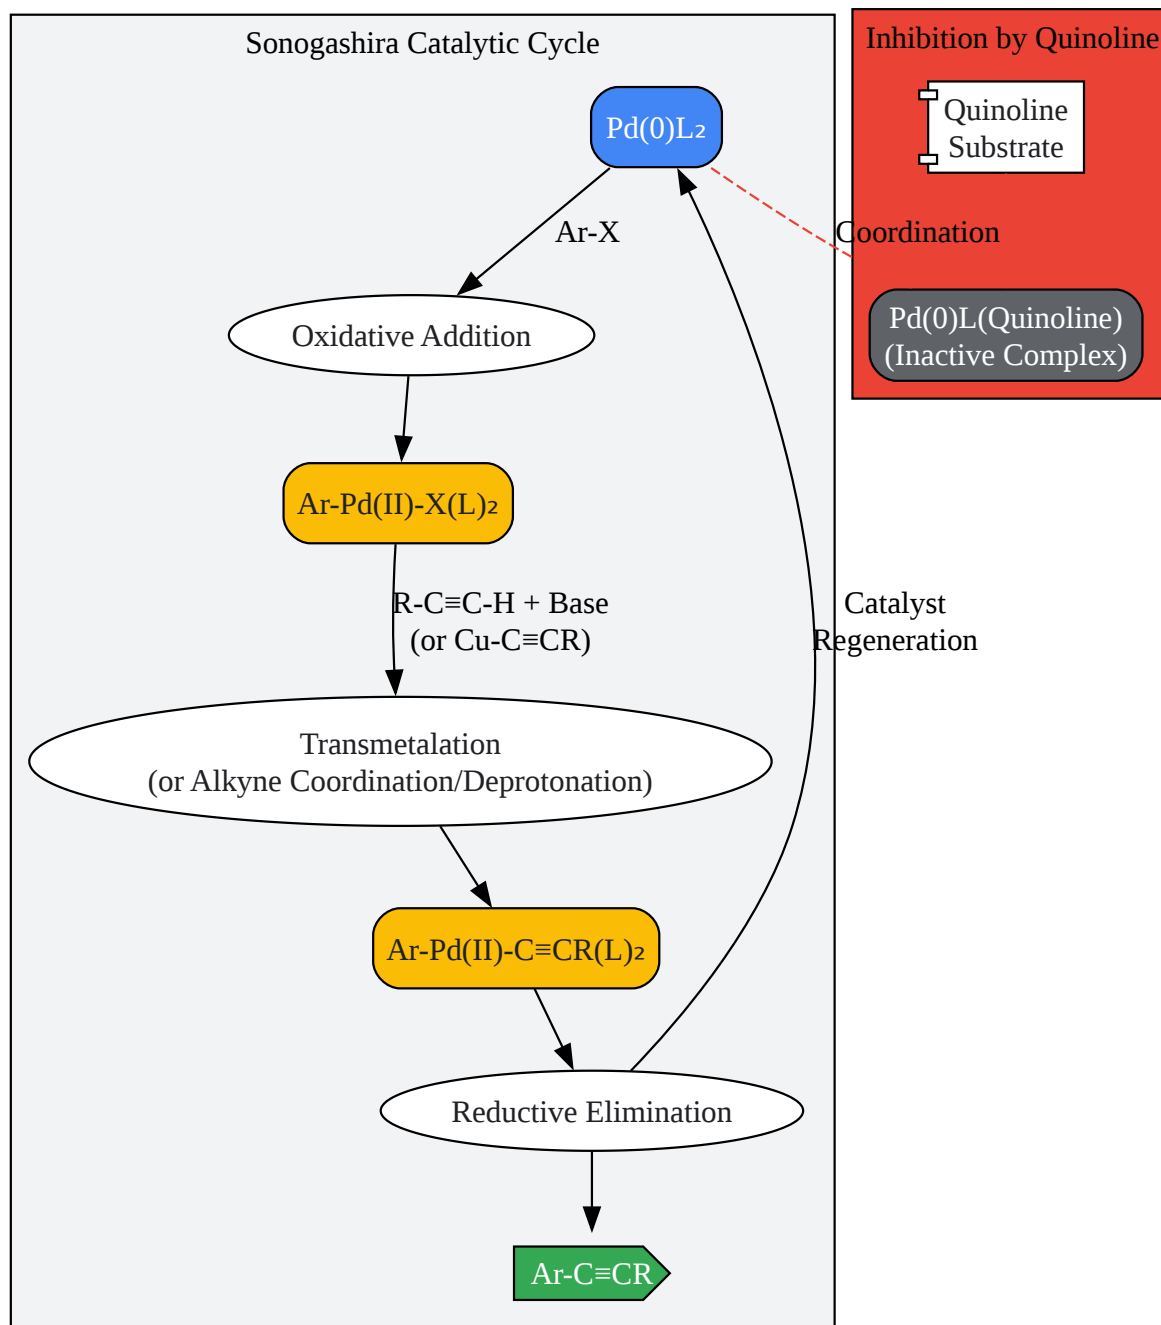 Sonogashira Catalytic Cycle
Pd(0)L₂
Ar-X
Oxidative Addition
Ar-Pd(II)-X(L)₂
R-C≡C-H + Base
(or Cu-C≡CR)
Transmetalation
(or Alkyne Coordination/Deprotonation)
Ar-Pd(II)-C≡CR(L)₂
Reductive Elimination
Ar-C≡CR
Catalyst
Regeneration
Inhibition by Quinoline
Quinoline
Substrate
Coordination
Pd(0)L(Quinoline)
(Inactive Complex)